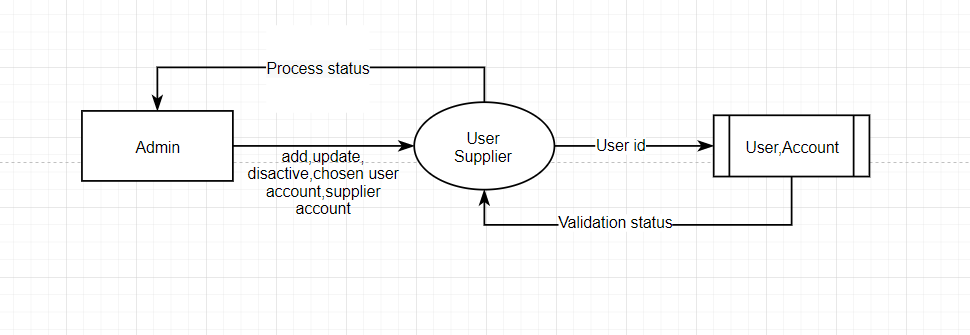 Process status
Admin
add,update,
disactive,chosen user
account,supplier
account
User
Supplier
User id
User,Account
Validation status